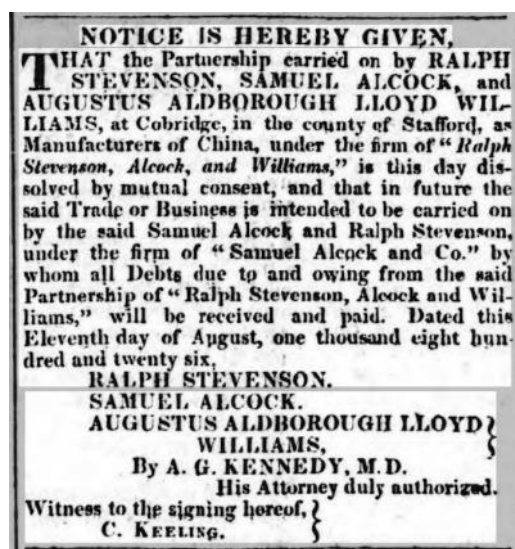 NOTICE IS HEREBY GIVEN,
THAT the Partnership carried on by RALPH
STEVENSON, SAMUEL ALCOCK, and
AUGUSTUS ALDBOROUGH LLOYD WIL-
LIAMS, at Cobridge, in the county of Stafford, as
Manufacturers of China, under the firm of "Ralph
Stevenson, Alcock, and Williams," is this day dis-
solved by mutual consent, and that in future the
said Trade or Business is intended to be carried on
by the said Samuel Alcock and Ralph Stevenson,
under the firm of "Samuel Alcock and Co." by
whom all Debts due to and owing from the said
Partnership of "Ralph Stevenson, Alcock and Wil-
liams," will be received and paid. Dated this
Eleventh day of August, one thousand eight hun-
dred and twenty six.
RALPH STEVENSON.
SAMUEL ALCOCK.
AUGUSTUS ALDBOROUGH LLOYD
WILLIAMS,
By A. G. KENNEDY, M.D.
His Attorney duly authorized.
Witness to the signing hereof,
C. KEELING.